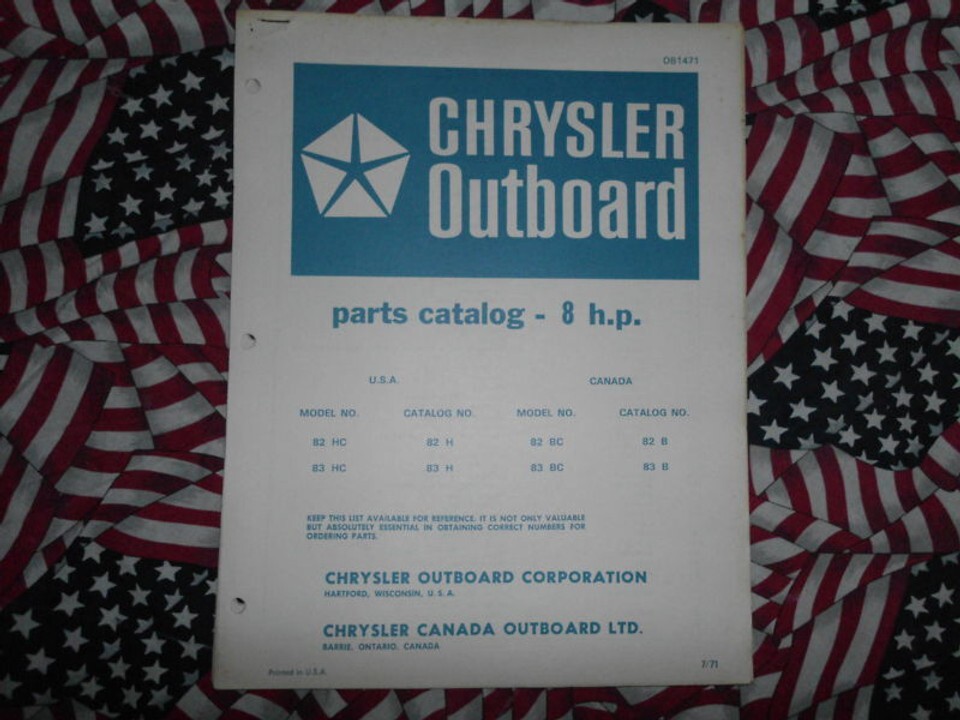 OB1471
CHRYSLER
Outboard
parts catalog - 8 h.p.
U.S.A. CANADA
MODEL NO. CATALOG NO. MODEL NO. CATALOG NO.
82 HC 82 H 82 BC 82 B
83 HC 83 H 83 BC 83 B
KEEP THIS LIST AVAILABLE FOR REFERENCE. IT IS NOT ONLY VALUABLE
BUT ABSOLUTELY ESSENTIAL IN OBTAINING CORRECT NUMBERS FOR
ORDERING PARTS.
CHRYSLER OUTBOARD CORPORATION
HARTFORD, WISCONSIN, U. S. A.
CHRYSLER CANADA OUTBOARD LTD.
BARRIE, ONTARIO, CANADA
Printed in U.S.A. 7/71